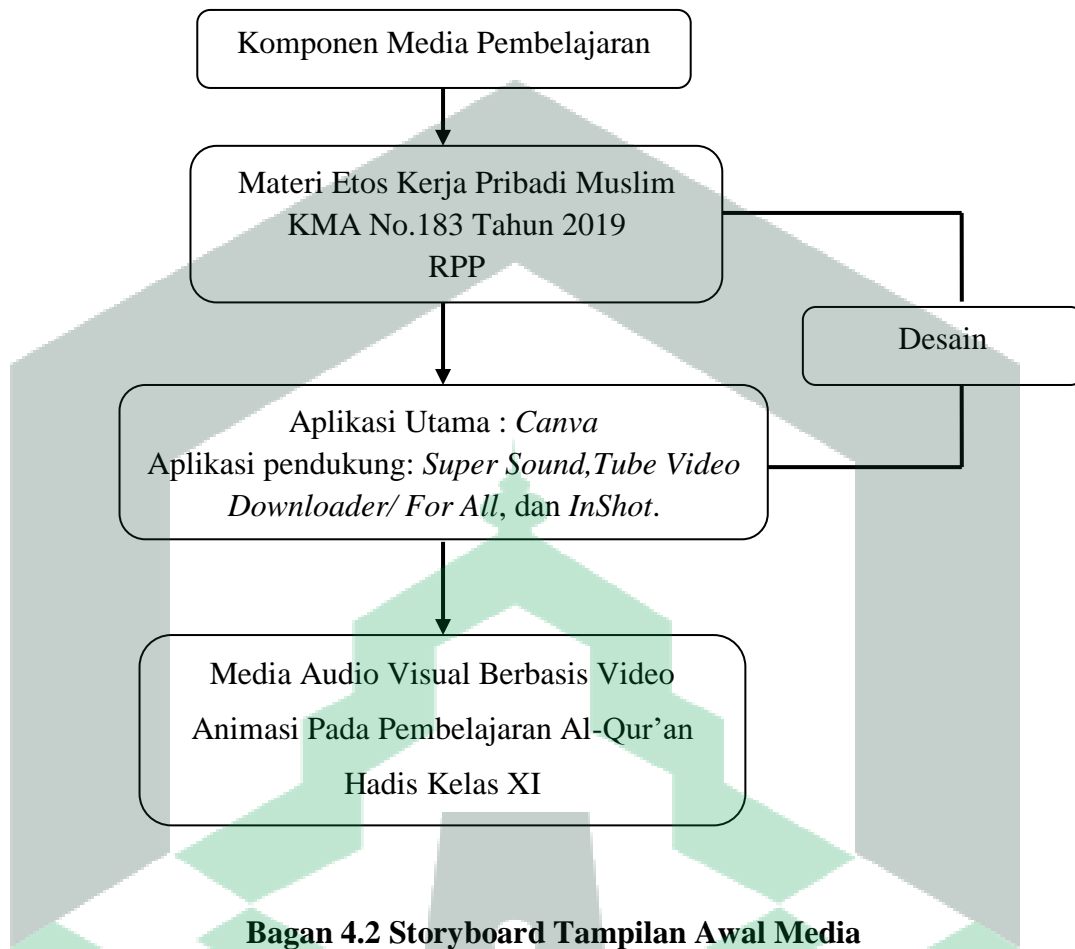 Komponen Media Pembelajaran
Materi Etos Kerja Pribadi Muslim
KMA No.183 Tahun 2019
RPP
Desain
Aplikasi Utama : Canva
Aplikasi pendukung: Super Sound,Tube Video
Downloader/ For All, dan InShot.
Media Audio Visual Berbasis Video
Animasi Pada Pembelajaran Al-Qur’an
Hadis Kelas XI
Bagan 4.2 Storyboard Tampilan Awal Media